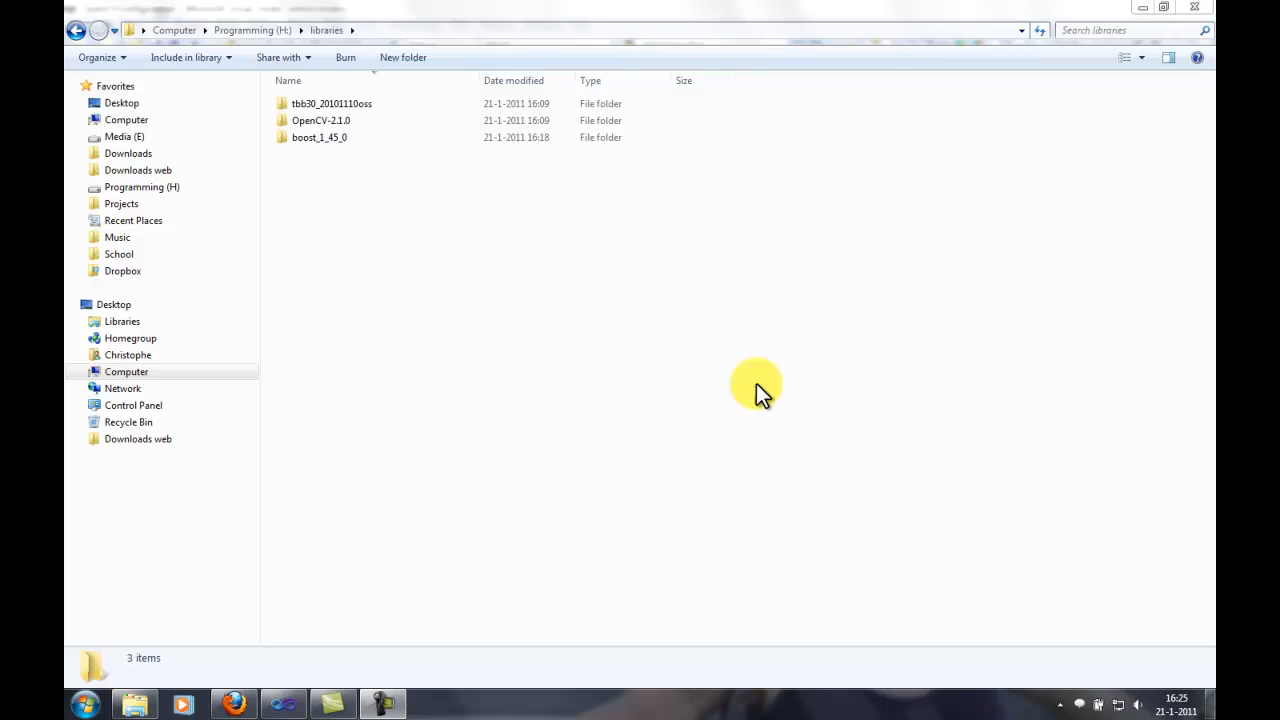 Computer Programming (H:) libraries
Search libraries
Organize Include in library Share with Burn New folder
Name Date modified Type Size
tbb30_20101110oss 21-1-2011 16:09 File folder
OpenCV-2.1.0 21-1-2011 16:09 File folder
boost_1_45_0 21-1-2011 16:18 File folder
Favorites
Desktop
Computer
Media (E)
Downloads
Downloads web
Programming (H)
Projects
Recent Places
Music
School
Dropbox
Desktop
Libraries
Homegroup
Christophe
Computer
Network
Control Panel
Recycle Bin
Downloads web
3 items
16:25
21-1-2011